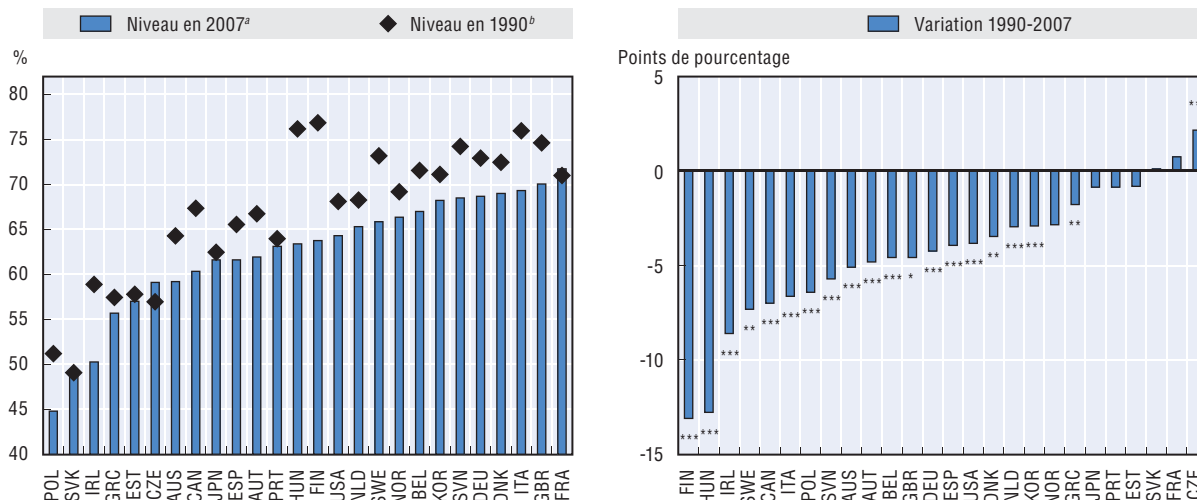 Niveau en 2007a
Niveau en 1990b
%
80
75
70
65
60
55
50
45
40
POL SVK IRL GRC EST CZE AUS CAN JPN ESP AUT PRT HUN FIN USA NLD SWE NOR BEL KOR SVN DEU DNK ITA GBR FRA
Variation 1990-2007
Points de pourcentage
5
0
-5
-10
-15
*** *** *** ** *** *** *** *** *** *** *** * *** *** *** ** *** *** ** **
FIN HUN IRL SWE CAN ITA POL SVN AUS AUT BEL GBR DEU ESP USA DNK NLD KOR NOR GRC JPN PRT EST SVK FRA CZE